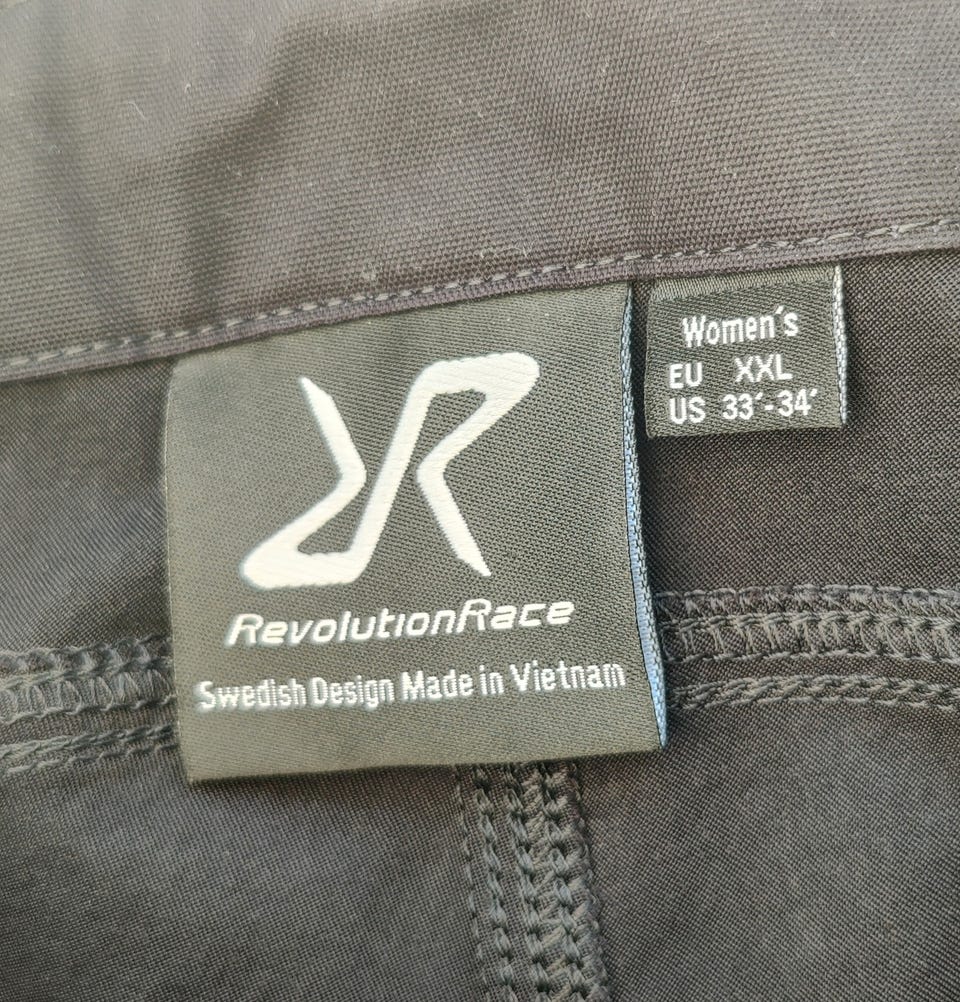 RevolutionRace
Swedish Design Made in Vietnam
Women´s
EU XXL
US 33´-34´